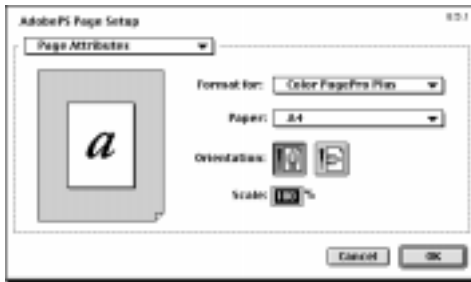 AdobePS Page Setup
8.5.1
Page Attributes
Format for: Color PagePro Plus
Paper: A4
a
Orientation:
Scale: 100 %
Cancel OK